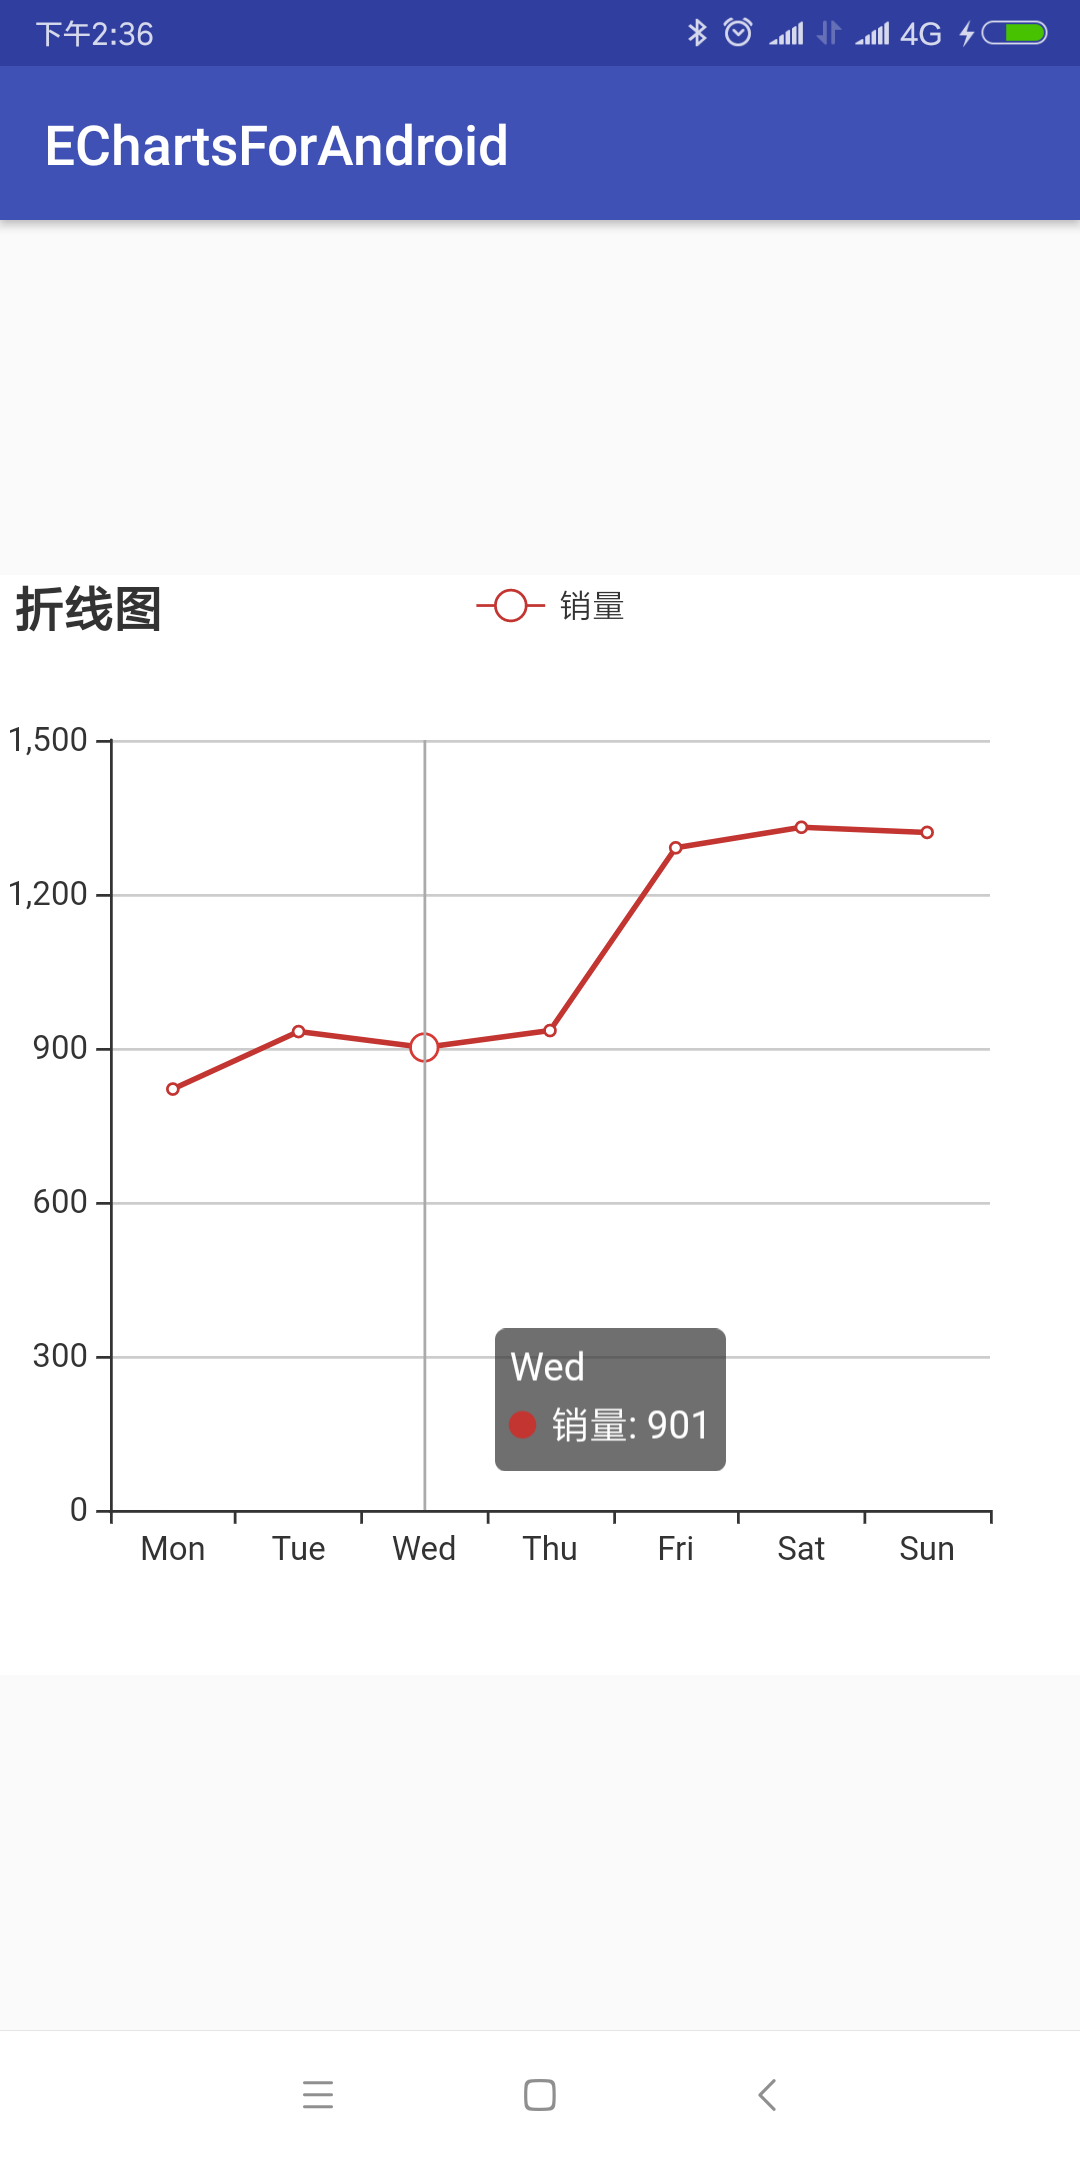 下午2:36
4G
EChartsForAndroid
折线图
销量
1,500
1,200
900
600
300
0
Wed
销量: 901
Mon Tue Wed Thu Fri Sat Sun